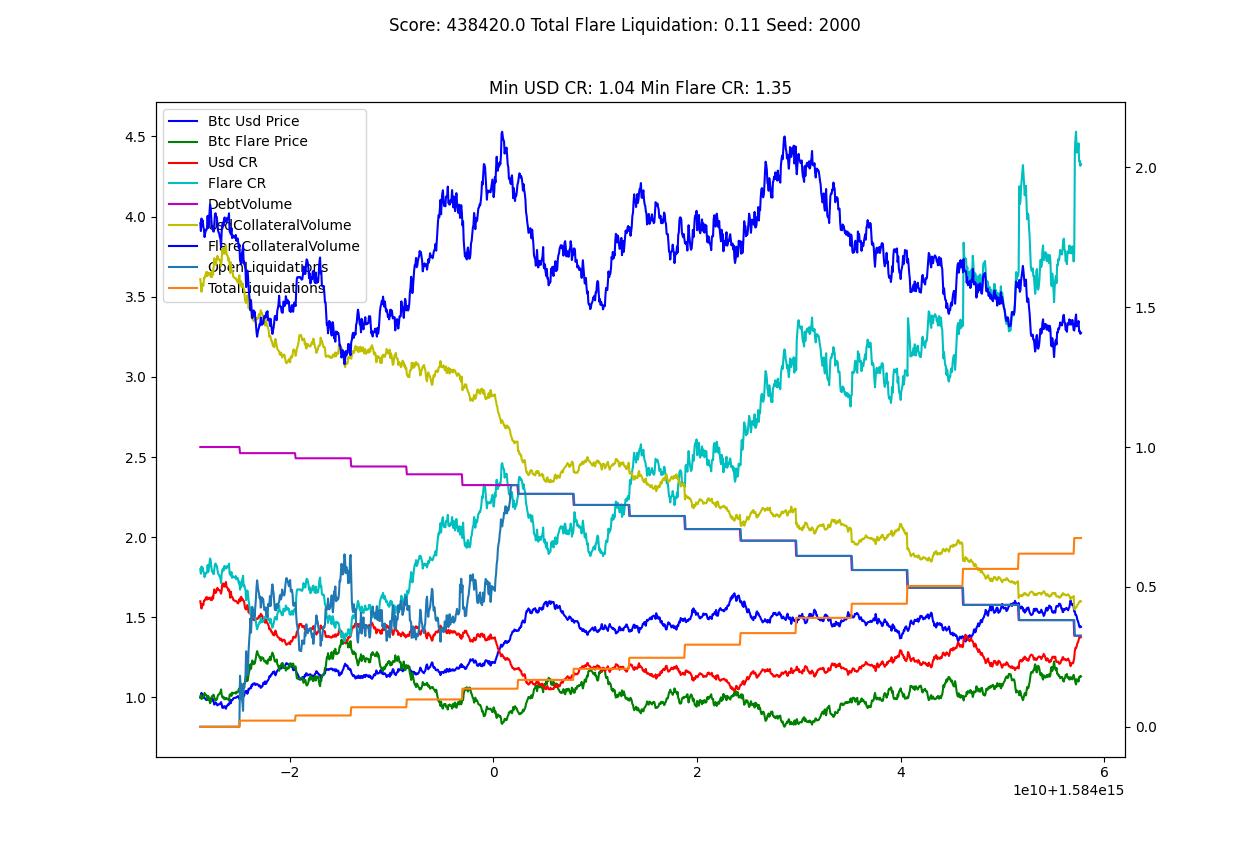 Score: 438420.0 Total Flare Liquidation: 0.11 Seed: 2000
Min USD CR: 1.04 Min Flare CR: 1.35
Btc Usd Price
Btc Flare Price
Usd CR
Flare CR
DebtVolume
UsdCollateralVolume
FlareCollateralVolume
OpenLiquidations
TotalLiquidations
4.5
4.0
3.5
3.0
2.5
2.0
1.5
1.0
2.0
1.5
1.0
0.5
0.0
−2
0
2
4
6
1e10+1.584e15